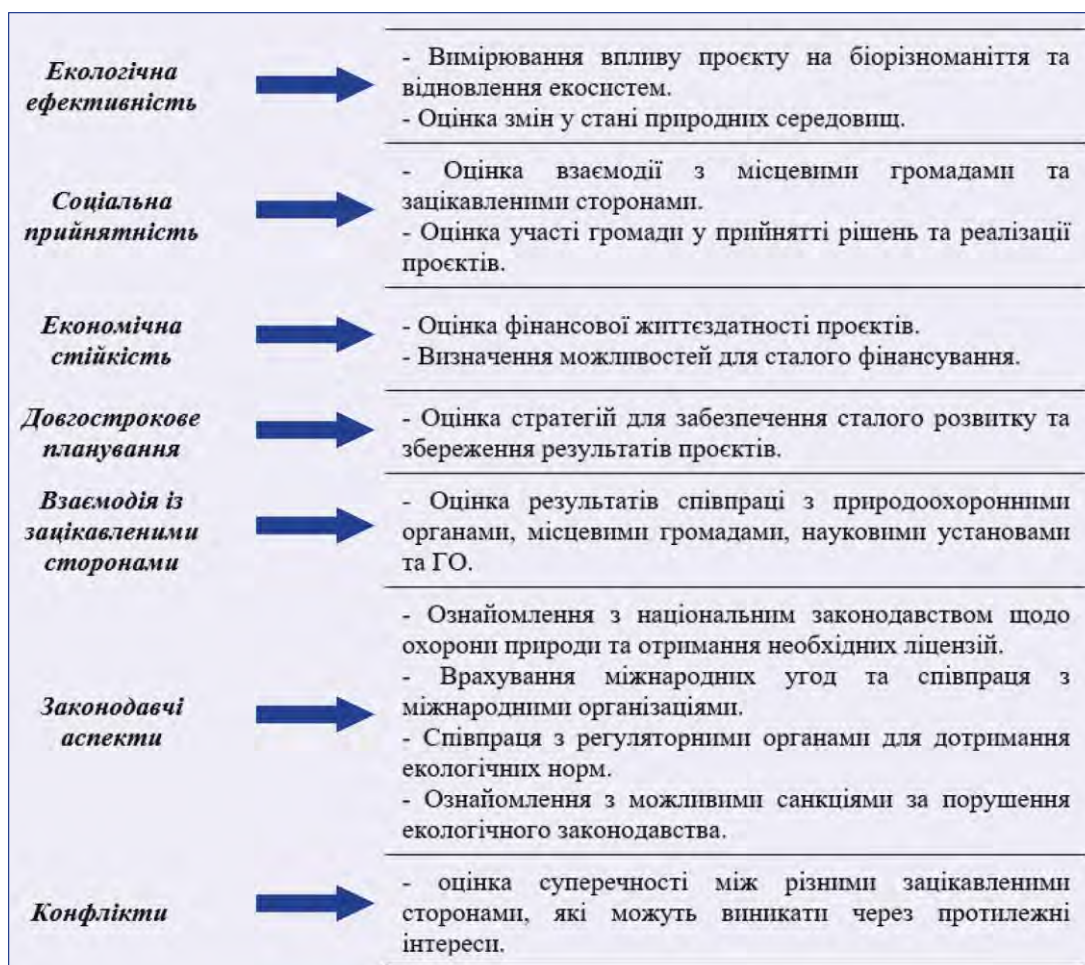 Екологічна
ефективність
- Вимірювання впливу проєкту на біорізноманіття та
відновлення екосистем.
- Оцінка змін у стані природних середовищ.
Соціальна
прийнятність
- Оцінка взаємодії з місцевими громадами та
зацікавленими сторонами.
- Оцінка участі громади у прийнятті рішень та реалізації
проєктів.
Економічна
стійкість
- Оцінка фінансової життєздатності проєктів.
- Визначення можливостей для сталого фінансування.
Довгострокове
планування
- Оцінка стратегій для забезпечення сталого розвитку та
збереження результатів проєктів.
Взаємодія із
зацікавленими
сторонами
- Оцінка результатів співпраці з природоохоронними
органами, місцевими громадами, науковими установами
та ГО.
Законодавчі
аспекти
- Ознайомлення з національним законодавством щодо
охорони природи та отримання необхідних ліцензій.
- Врахування міжнародних угод та співпраця з
міжнародними організаціями.
- Співпраця з регуляторними органами для дотримання
екологічних норм.
- Ознайомлення з можливими санкціями за порушення
екологічного законодавства.
Конфлікти
- оцінка суперечності між різними зацікавленими
сторонами, які можуть виникати через протилежні
інтереси.